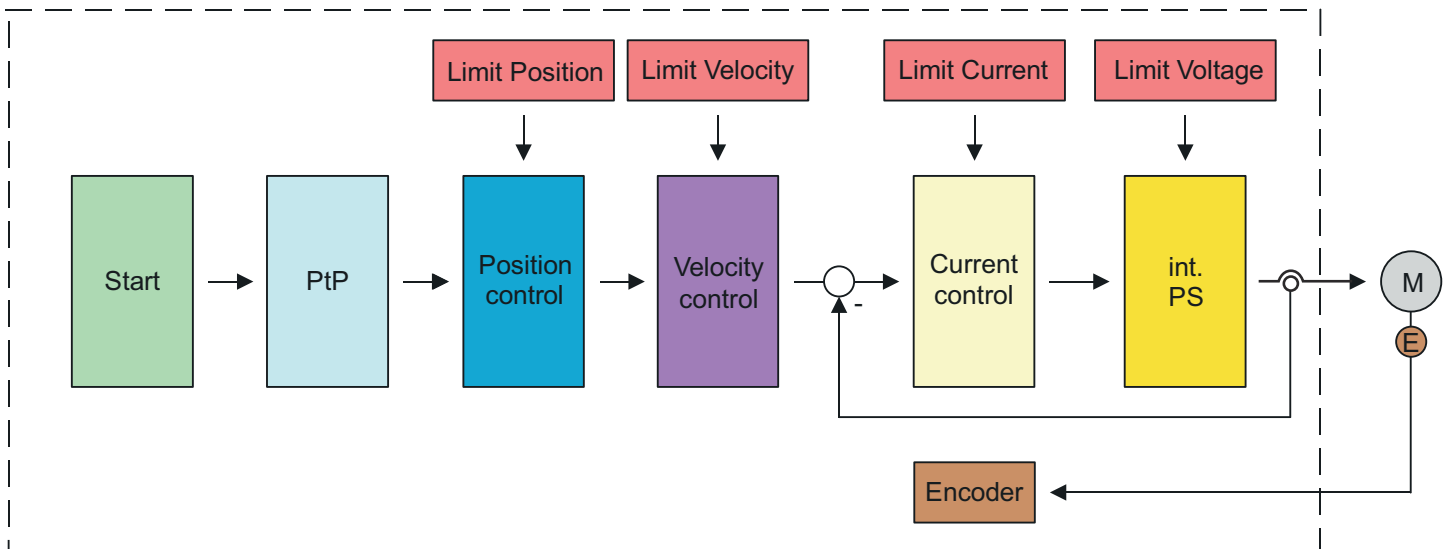 Limit Position
Limit Velocity
Limit Current
Limit Voltage
Start
PtP
Position
control
Velocity
control
-
Current
control
int.
PS
M
E
Encoder